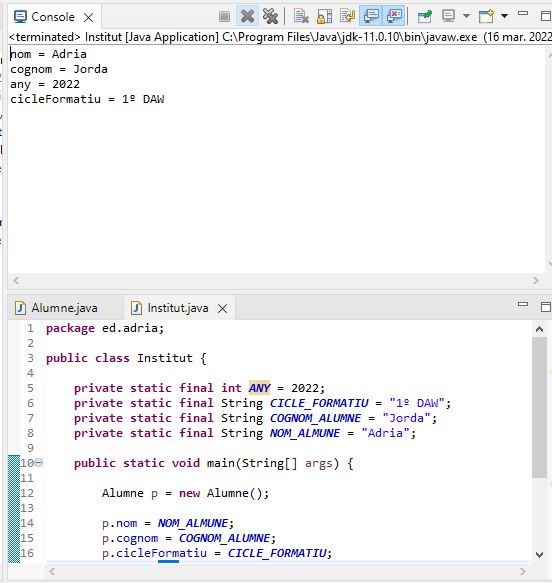 Console
<terminated> Institut [Java Application] C:\Program Files\Java\jdk-11.0.10\bin\javaw.exe (16 mar. 2022
nom = Adria
cognom = Jorda
any = 2022
cicleFormatiu = 1º DAW
Alumne.java Institut.java
1 package ed.adria;
2
3 public class Institut {
4
5 private static final int ANY = 2022;
6 private static final String CICLE_FORMATIU = "1º DAW";
7 private static final String COGNOM_ALUMNE = "Jorda";
8 private static final String NOM_ALMUNE = "Adria";
9
10 public static void main(String[] args) {
11
12 Alumne p = new Alumne();
13
14 p.nom = NOM_ALMUNE;
15 p.cognom = COGNOM_ALUMNE;
16 p.cicleFormatiu = CICLE_FORMATIU;